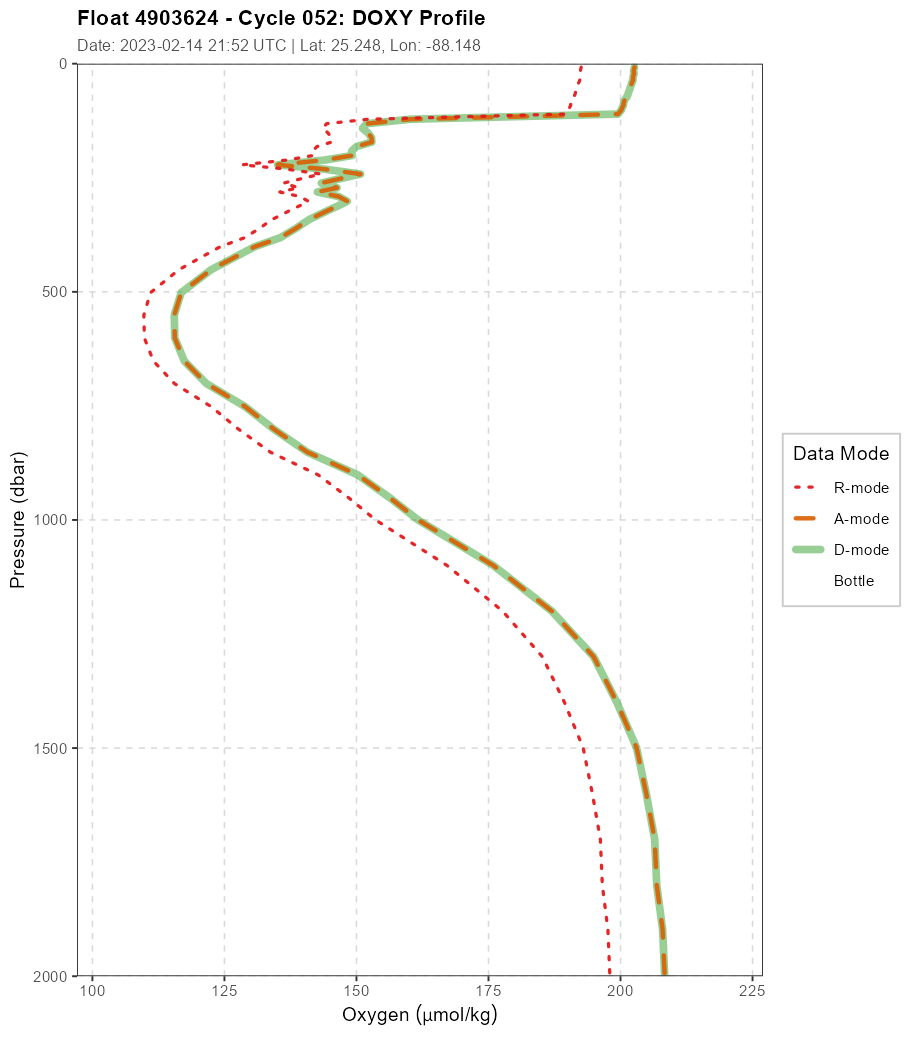 Float 4903624 - Cycle 052: DOXY Profile
Date: 2023-02-14 21:52 UTC | Lat: 25.248, Lon: -88.148
0
500
1000
1500
2000
Pressure (dbar)
100 125 150 175 200 225
Oxygen (μmol/kg)
Data Mode
R-mode
A-mode
D-mode
Bottle